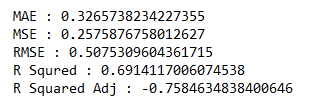 MAE : 0.3265738234227355
MSE : 0.2575876758012627
RMSE : 0.5075309604361715
R Squred : 0.6914117006074538
R Squared Adj : -0.7584634838400646